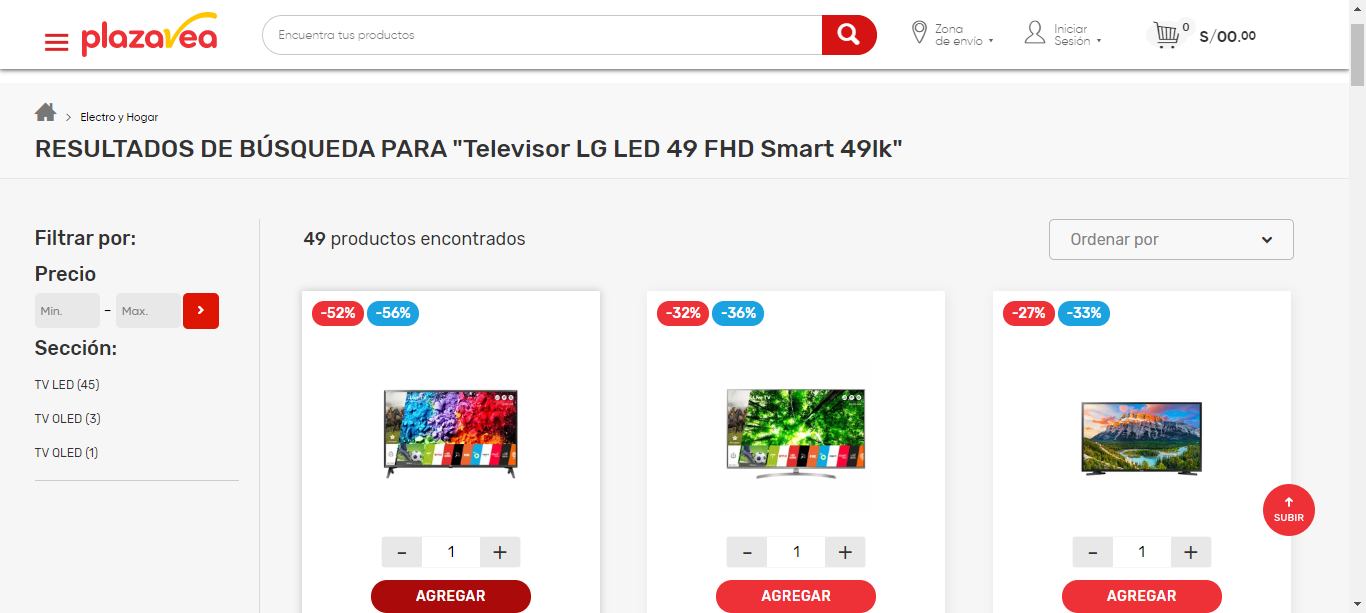 plazavea
Encuentra tus productos
Zona
de envío
Iniciar
Sesión
0
S/00.00
Electro y Hogar
RESULTADOS DE BÚSQUEDA PARA "Televisor LG LED 49 FHD Smart 49lk"
Filtrar por:
49 productos encontrados
Ordenar por
Precio
Min. – Max.
Sección:
TV LED (45)
TV OLED (3)
TV QLED (1)
-52% -56%
- 1 +
AGREGAR
-32% -36%
- 1 +
AGREGAR
-27% -33%
- 1 +
AGREGAR
SUBIR